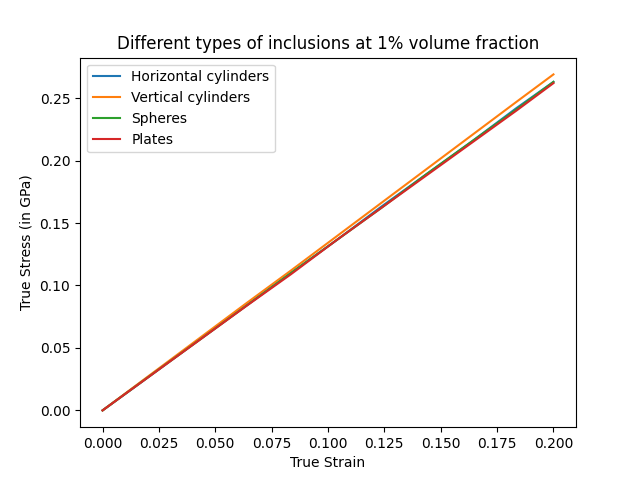 Different types of inclusions at 1% volume fraction
Horizontal cylinders
Vertical cylinders
Spheres
Plates
True Stress (in GPa)
0.25
0.20
0.15
0.10
0.05
0.00
0.000 0.025 0.050 0.075 0.100 0.125 0.150 0.175 0.200
True Strain